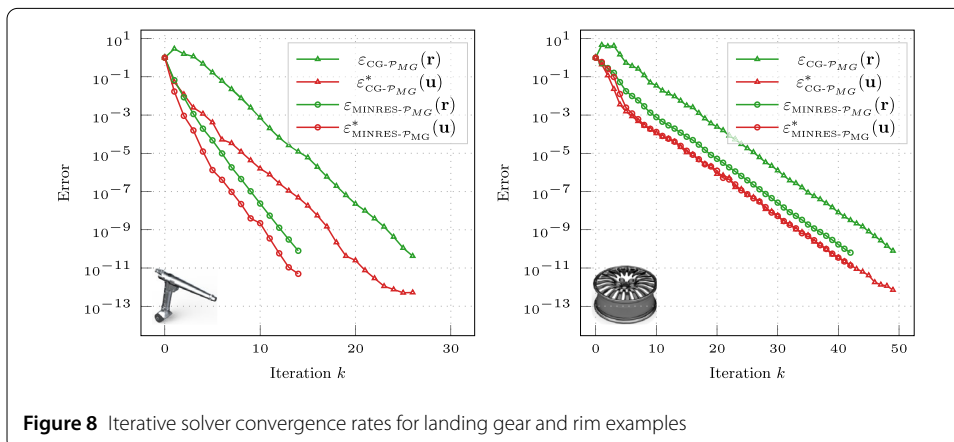 10^1
10^−1
10^−3
10^−5
10^−7
10^−9
10^−11
10^−13
Error
0 10 20 30
Iteration k
ε_CG-𝒫_MG(r)
ε*_CG-𝒫_MG(u)
ε_MINRES-𝒫_MG(r)
ε*_MINRES-𝒫_MG(u)
10^1
10^−1
10^−3
10^−5
10^−7
10^−9
10^−11
10^−13
Error
0 10 20 30 40 50
Iteration k
ε_CG-𝒫_MG(r)
ε*_CG-𝒫_MG(u)
ε_MINRES-𝒫_MG(r)
ε*_MINRES-𝒫_MG(u)
Figure 8 Iterative solver convergence rates for landing gear and rim examples